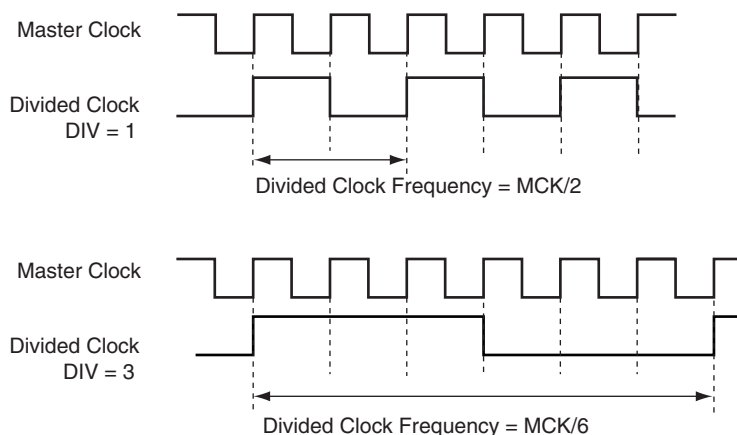 Master Clock
Divided Clock
DIV = 1
Divided Clock Frequency = MCK/2
Master Clock
Divided Clock
DIV = 3
Divided Clock Frequency = MCK/6